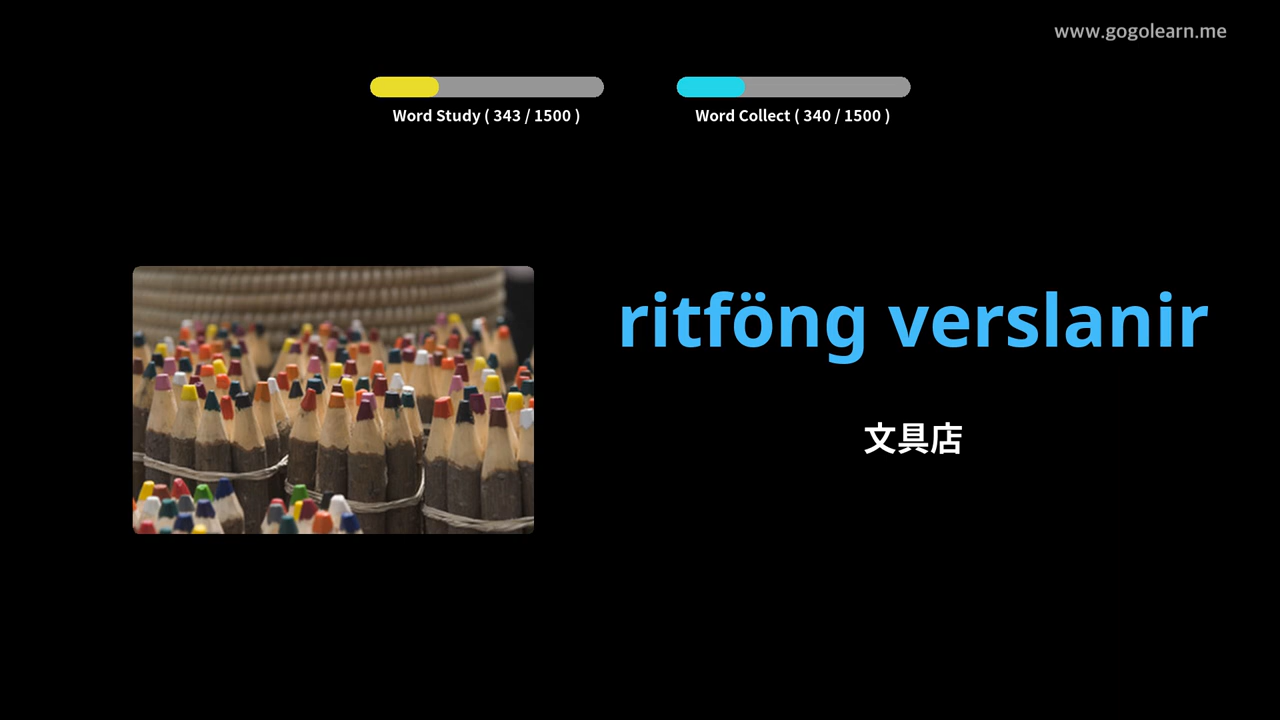 www.gogolearn.me
Word Study ( 343 / 1500 )
Word Collect ( 340 / 1500 )
ritföng verslanir
文具店